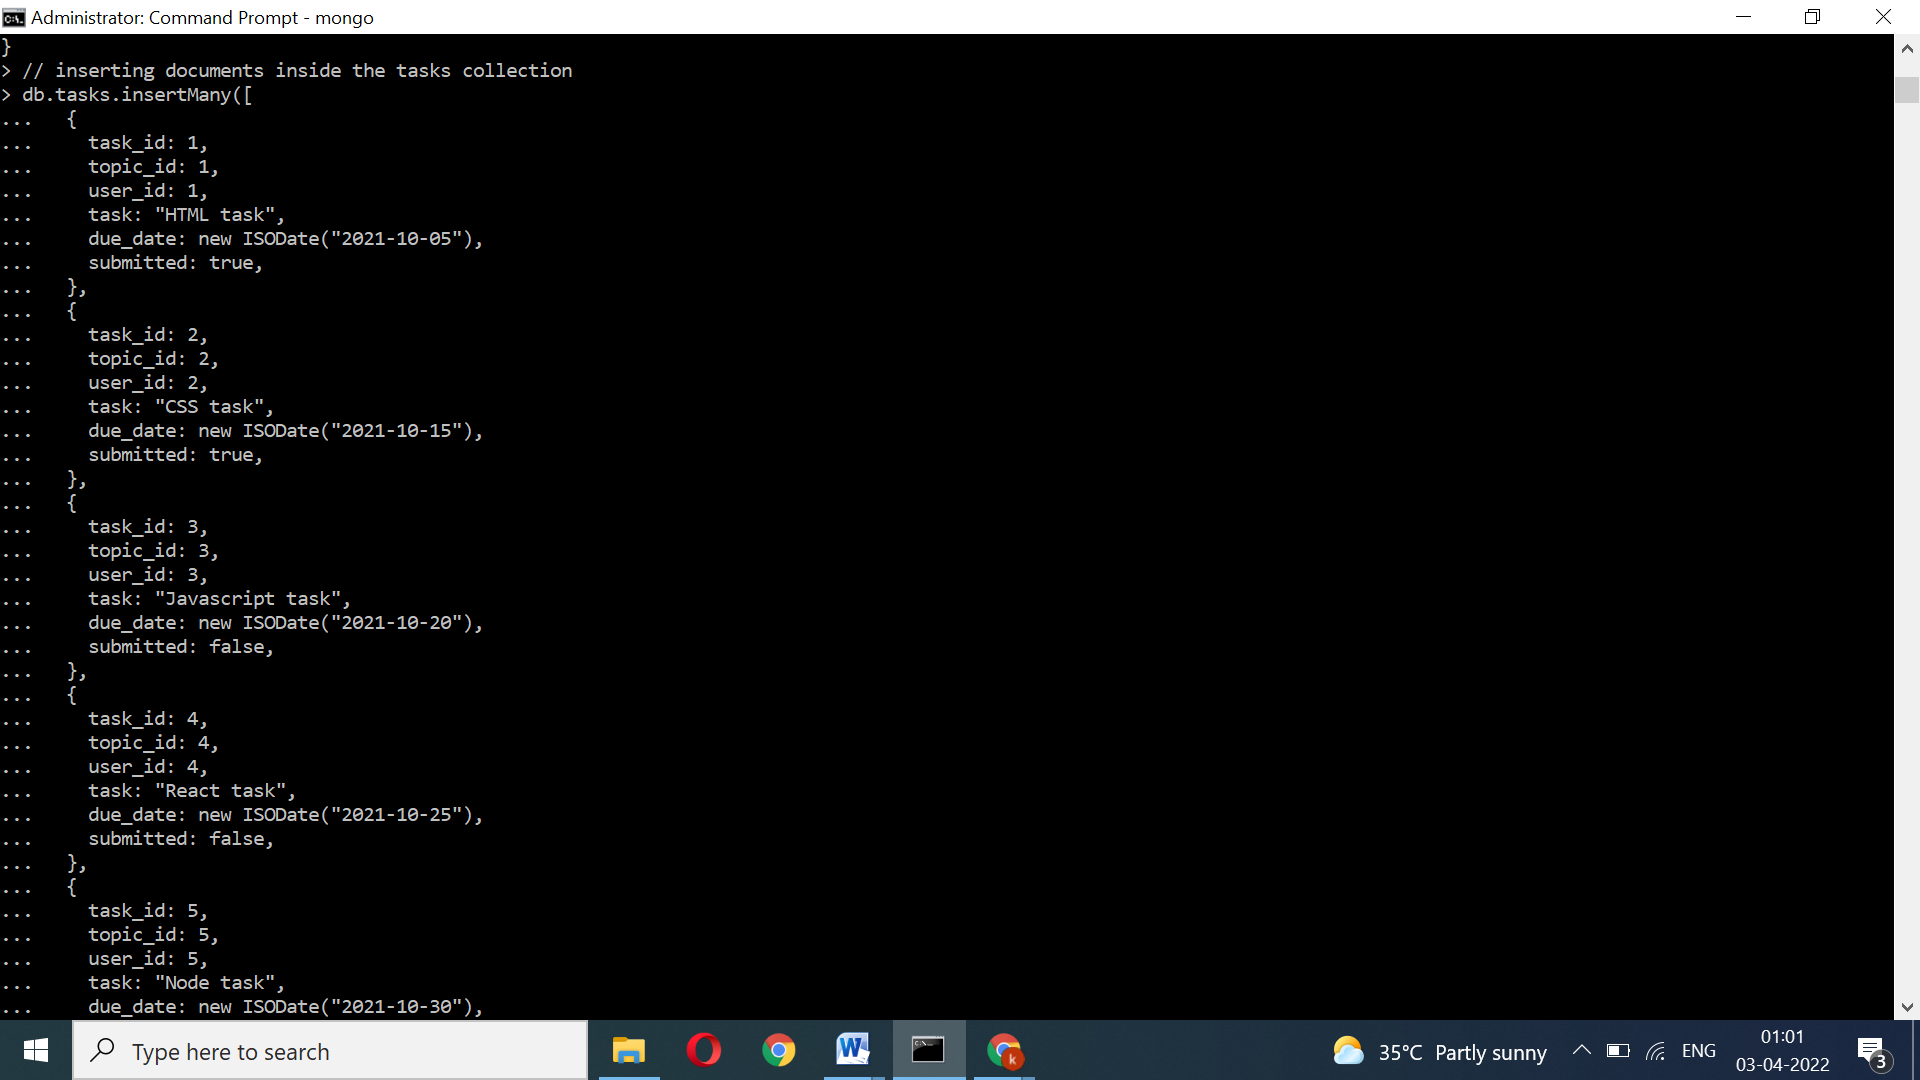 Administrator: Command Prompt - mongo
}
> // inserting documents inside the tasks collection
> db.tasks.insertMany([
...   {
...     task_id: 1,
...     topic_id: 1,
...     user_id: 1,
...     task: "HTML task",
...     due_date: new ISODate("2021-10-05"),
...     submitted: true,
...   },
...   {
...     task_id: 2,
...     topic_id: 2,
...     user_id: 2,
...     task: "CSS task",
...     due_date: new ISODate("2021-10-15"),
...     submitted: true,
...   },
...   {
...     task_id: 3,
...     topic_id: 3,
...     user_id: 3,
...     task: "Javascript task",
...     due_date: new ISODate("2021-10-20"),
...     submitted: false,
...   },
...   {
...     task_id: 4,
...     topic_id: 4,
...     user_id: 4,
...     task: "React task",
...     due_date: new ISODate("2021-10-25"),
...     submitted: false,
...   },
...   {
...     task_id: 5,
...     topic_id: 5,
...     user_id: 5,
...     task: "Node task",
...     due_date: new ISODate("2021-10-30"),
Type here to search
35°C Partly sunny
ENG
01:01
03-04-2022
3